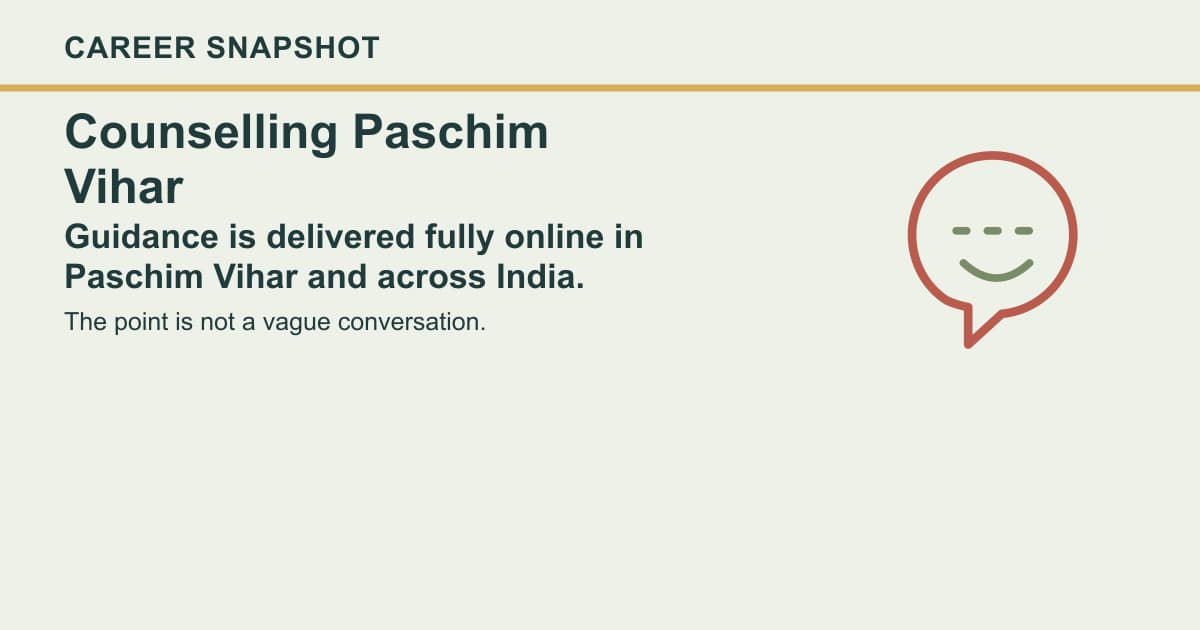 CAREER SNAPSHOT
Counselling Paschim
Vihar
Guidance is delivered fully online in
Paschim Vihar and across India.
The point is not a vague conversation.